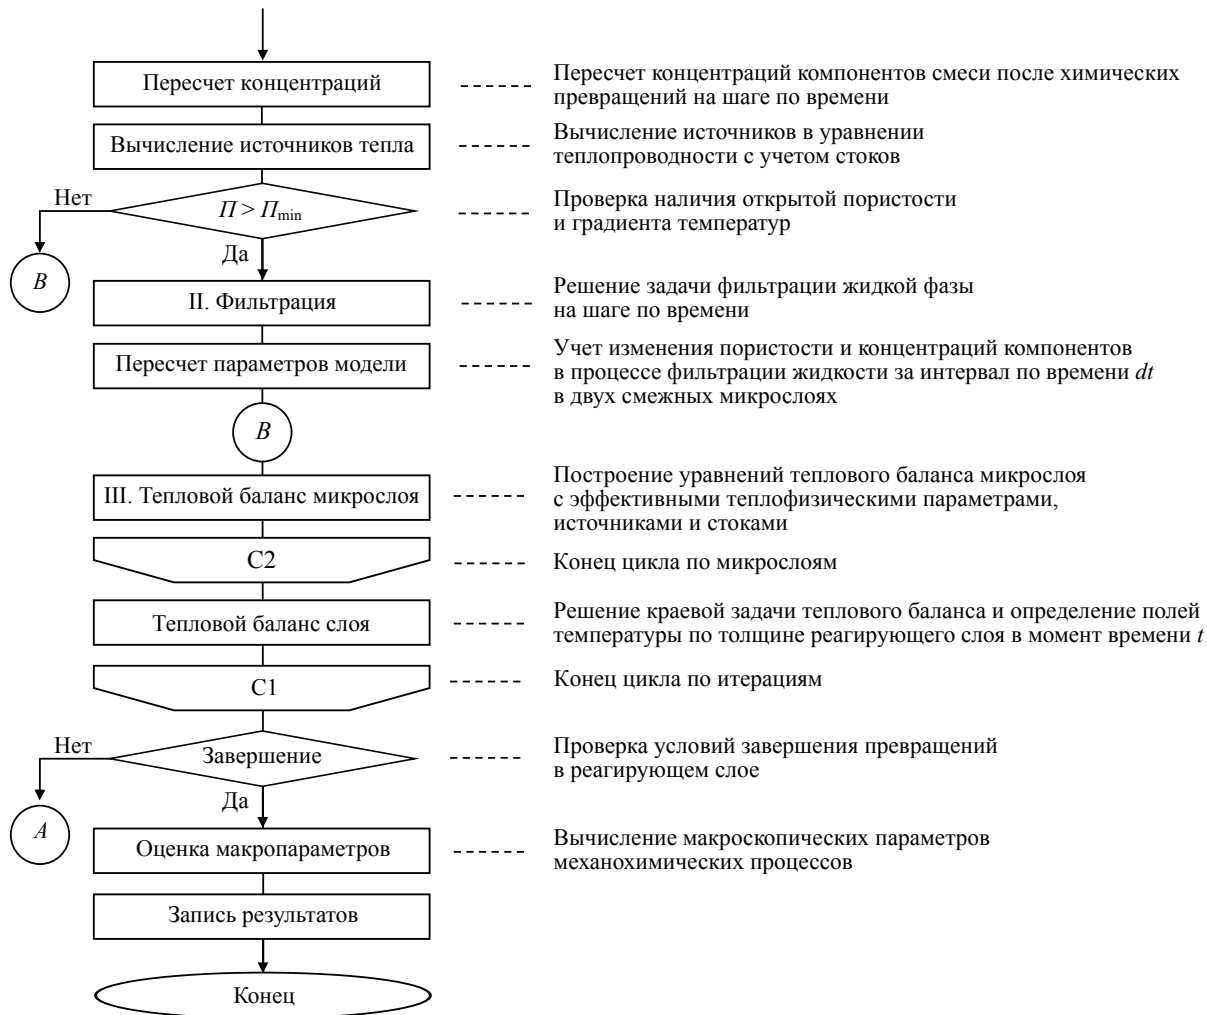 Пересчет концентраций
Пересчет концентраций компонентов смеси после химических
превращений на шаге по времени
Вычисление источников тепла
Вычисление источников в уравнении
теплопроводности с учетом стоков
Нет
П > Пmin
Проверка наличия открытой пористости
и градиента температур
Да
B
II. Фильтрация
Решение задачи фильтрации жидкой фазы
на шаге по времени
Пересчет параметров модели
Учет изменения пористости и концентраций компонентов
в процессе фильтрации жидкости за интервал по времени dt
в двух смежных микрослоях
B
III. Тепловой баланс микрослоя
Построение уравнений теплового баланса микрослоя
с эффективными теплофизическими параметрами,
источниками и стоками
C2
Конец цикла по микрослоям
Тепловой баланс слоя
Решение краевой задачи теплового баланса и определение полей
температуры по толщине реагирующего слоя в момент времени t
C1
Конец цикла по итерациям
Нет
Завершение
Проверка условий завершения превращений
в реагирующем слое
Да
A
Оценка макропараметров
Вычисление макроскопических параметров
механохимических процессов
Запись результатов
Конец